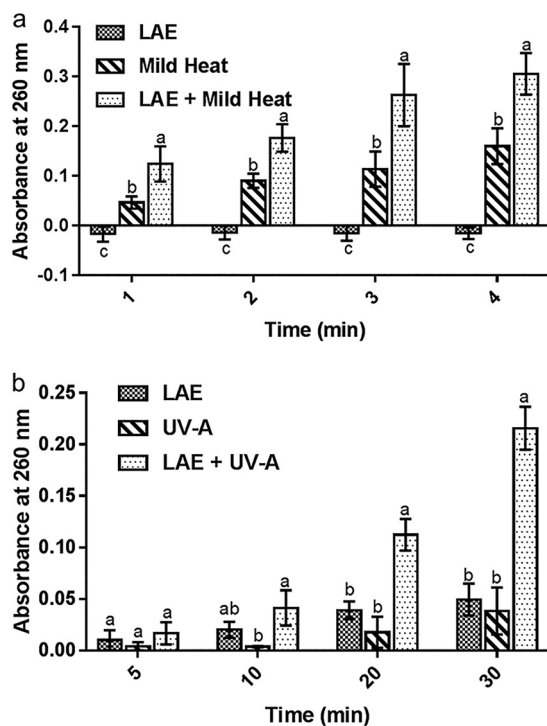 a
LAE
Mild Heat
LAE + Mild Heat
Absorbance at 260 nm
0.4
0.3
0.2
0.1
0.0
-0.1
a
b
c
a
b
c
a
b
c
a
b
c
1
2
3
4
Time (min)
b
LAE
UV-A
LAE + UV-A
Absorbance at 260 nm
0.25
0.20
0.15
0.10
0.05
0.00
a
a
a
ab
b
a
b
b
a
b
b
a
5
10
20
30
Time (min)